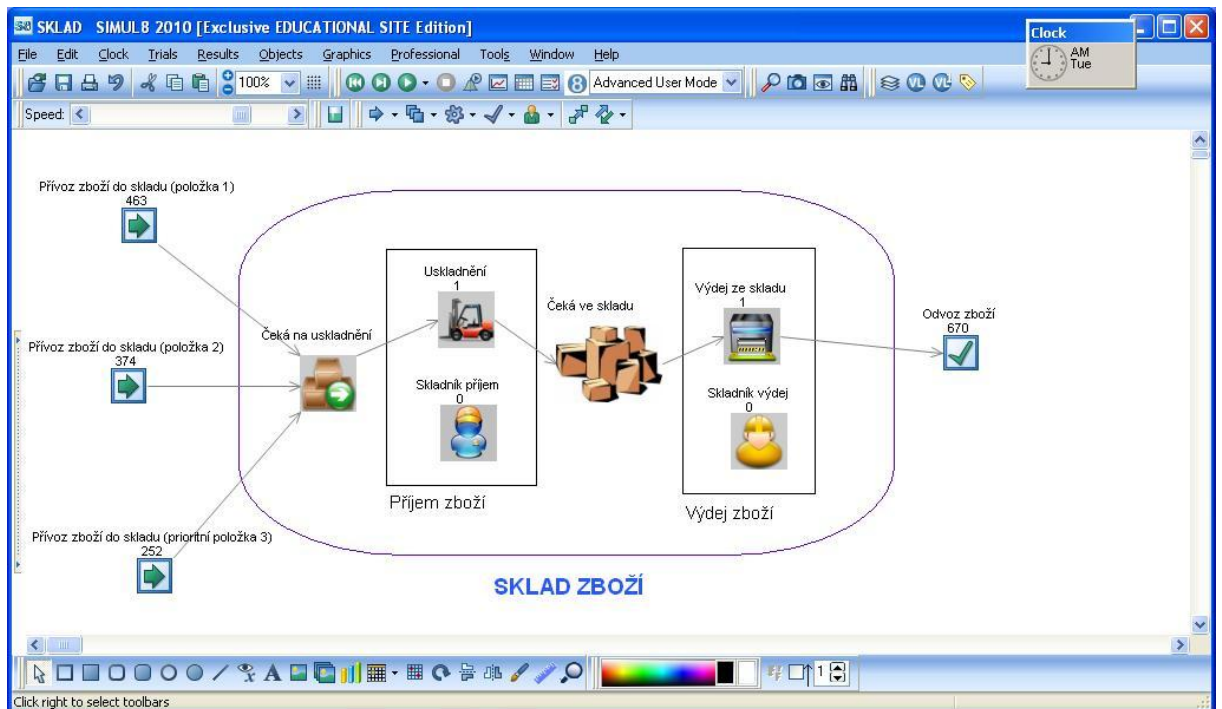 SKLAD SIMUL8 2010 [Exclusive EDUCATIONAL SITE Edition]
Clock
AM
Tue
File Edit Clock Trials Results Objects Graphics Professional Tools Window Help
100% 8 Advanced User Mode VL VL
Speed:
Přívoz zboží do skladu (položka 1)
463
Uskladnění
1
Výdej ze skladu
1
Čeká ve skladu
Odvoz zboží
670
Čeká na uskladnění
Přívoz zboží do skladu (položka 2)
374
Skladník příjem
0
Skladník výdej
0
Příjem zboží
Výdej zboží
Přívoz zboží do skladu (prioritní položka 3)
252
SKLAD ZBOŽÍ
A 1
Click right to select toolbars